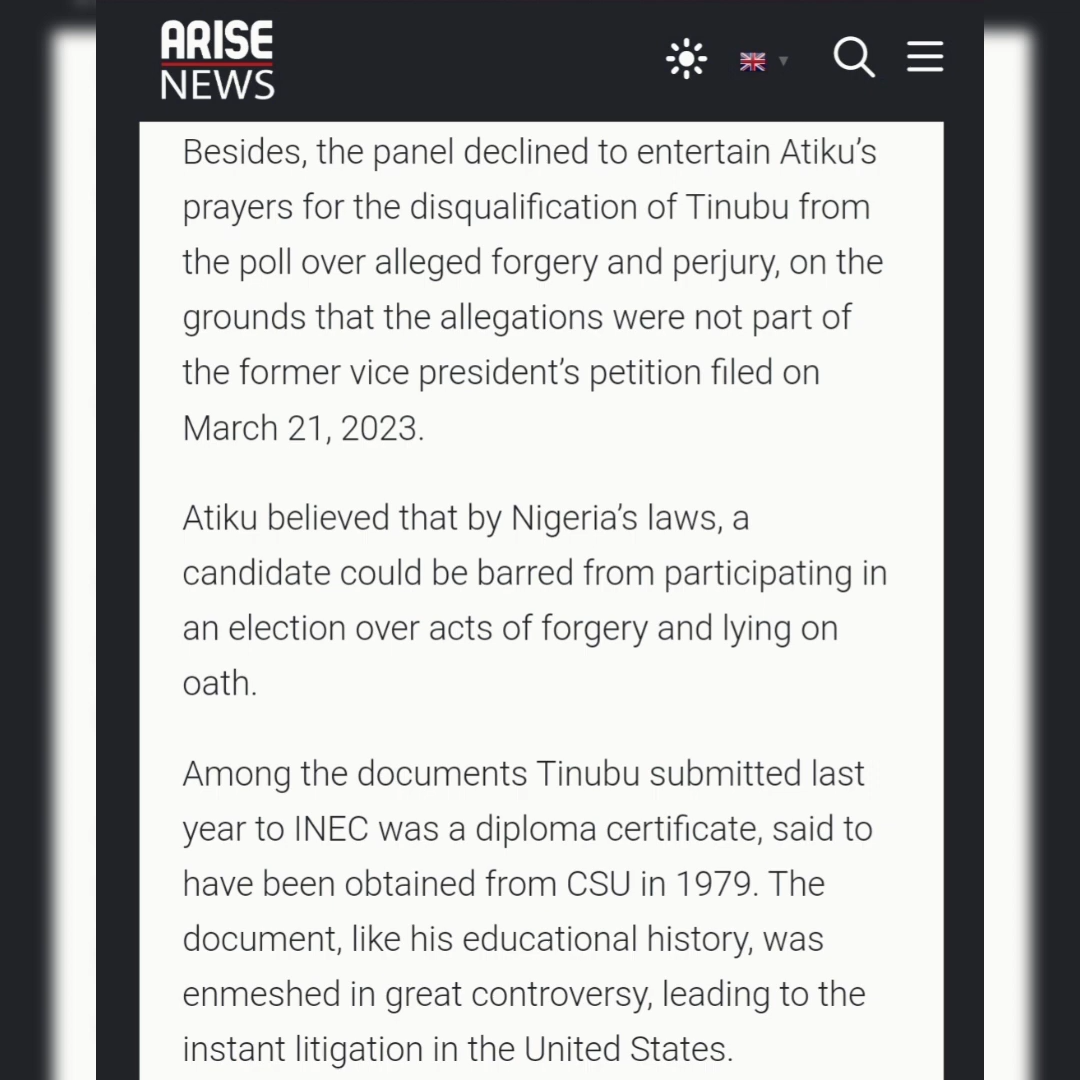 ARISE
NEWS
Besides, the panel declined to entertain Atiku’s
prayers for the disqualification of Tinubu from
the poll over alleged forgery and perjury, on the
grounds that the allegations were not part of
the former vice president’s petition filed on
March 21, 2023.
Atiku believed that by Nigeria’s laws, a
candidate could be barred from participating in
an election over acts of forgery and lying on
oath.
Among the documents Tinubu submitted last
year to INEC was a diploma certificate, said to
have been obtained from CSU in 1979. The
document, like his educational history, was
enmeshed in great controversy, leading to the
instant litigation in the United States.